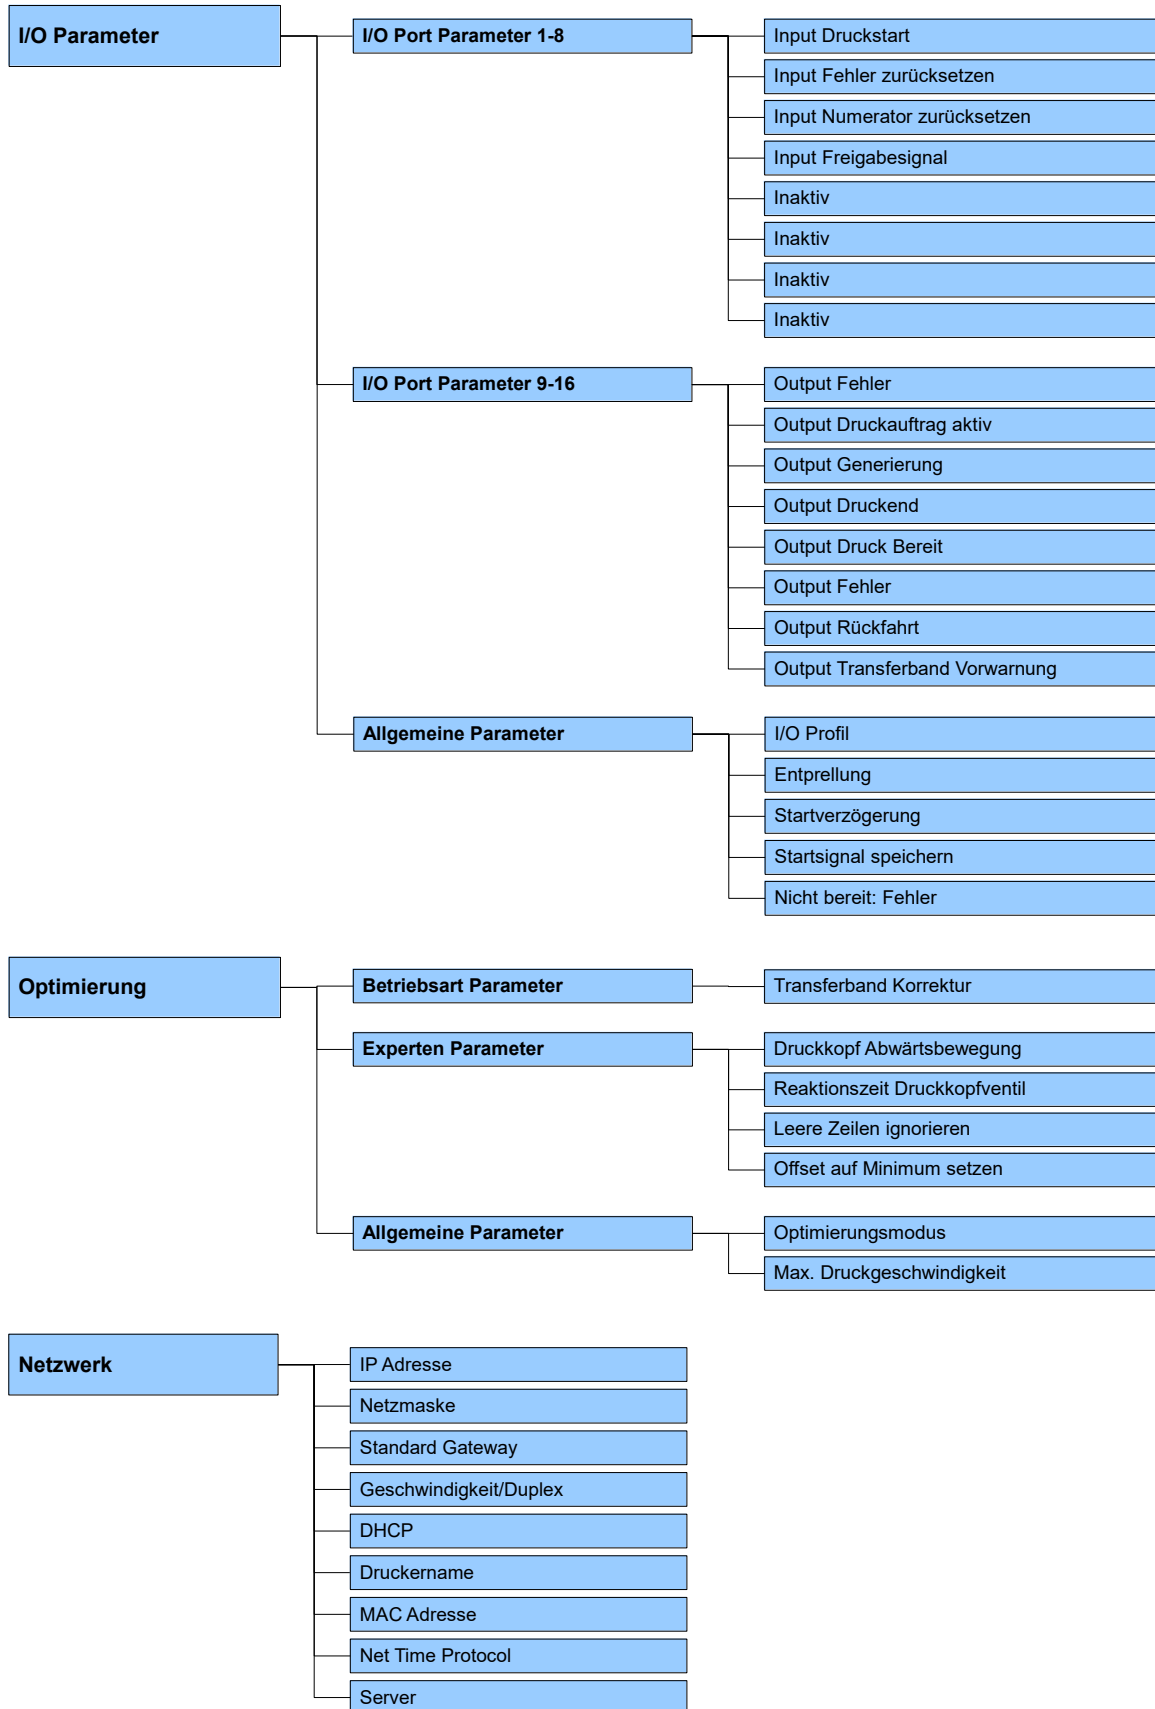 I/O Parameter
I/O Port Parameter 1-8
Input Druckstart
Input Fehler zurücksetzen
Input Numerator zurücksetzen
Input Freigabesignal
Inaktiv
Inaktiv
Inaktiv
Inaktiv
I/O Port Parameter 9-16
Output Fehler
Output Druckauftrag aktiv
Output Generierung
Output Druckend
Output Druck Bereit
Output Fehler
Output Rückfahrt
Output Transferband Vorwarnung
Allgemeine Parameter
I/O Profil
Entprellung
Startverzögerung
Startsignal speichern
Nicht bereit: Fehler
Optimierung
Betriebsart Parameter
Transferband Korrektur
Experten Parameter
Druckkopf Abwärtsbewegung
Reaktionszeit Druckkopfventil
Leere Zeilen ignorieren
Offset auf Minimum setzen
Allgemeine Parameter
Optimierungsmodus
Max. Druckgeschwindigkeit
Netzwerk
IP Adresse
Netzmaske
Standard Gateway
Geschwindigkeit/Duplex
DHCP
Druckername
MAC Adresse
Net Time Protocol
Server